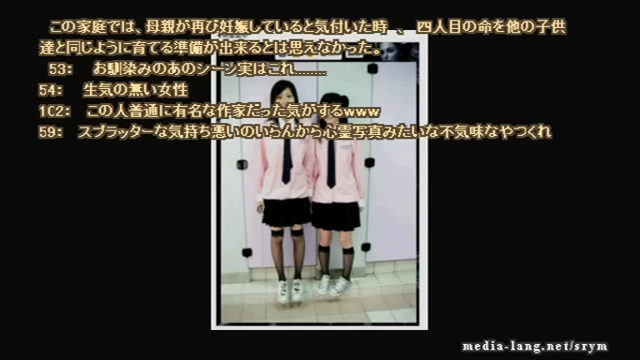 この家庭では、母親が再び妊娠していると気付いた時 、 四人目の命を他の子供
達と同じように育てる準備が出来るとは思えなかった。
53： お馴染みのあのシーン実はこれ........
54： 生気の無い女性
1C2： この人普通に有名な作家だった気がするwww
59： スプラッターな気持ち悪いのいらんから心霊写真みたいな不気味なやつくれ
media-lang.net/srym